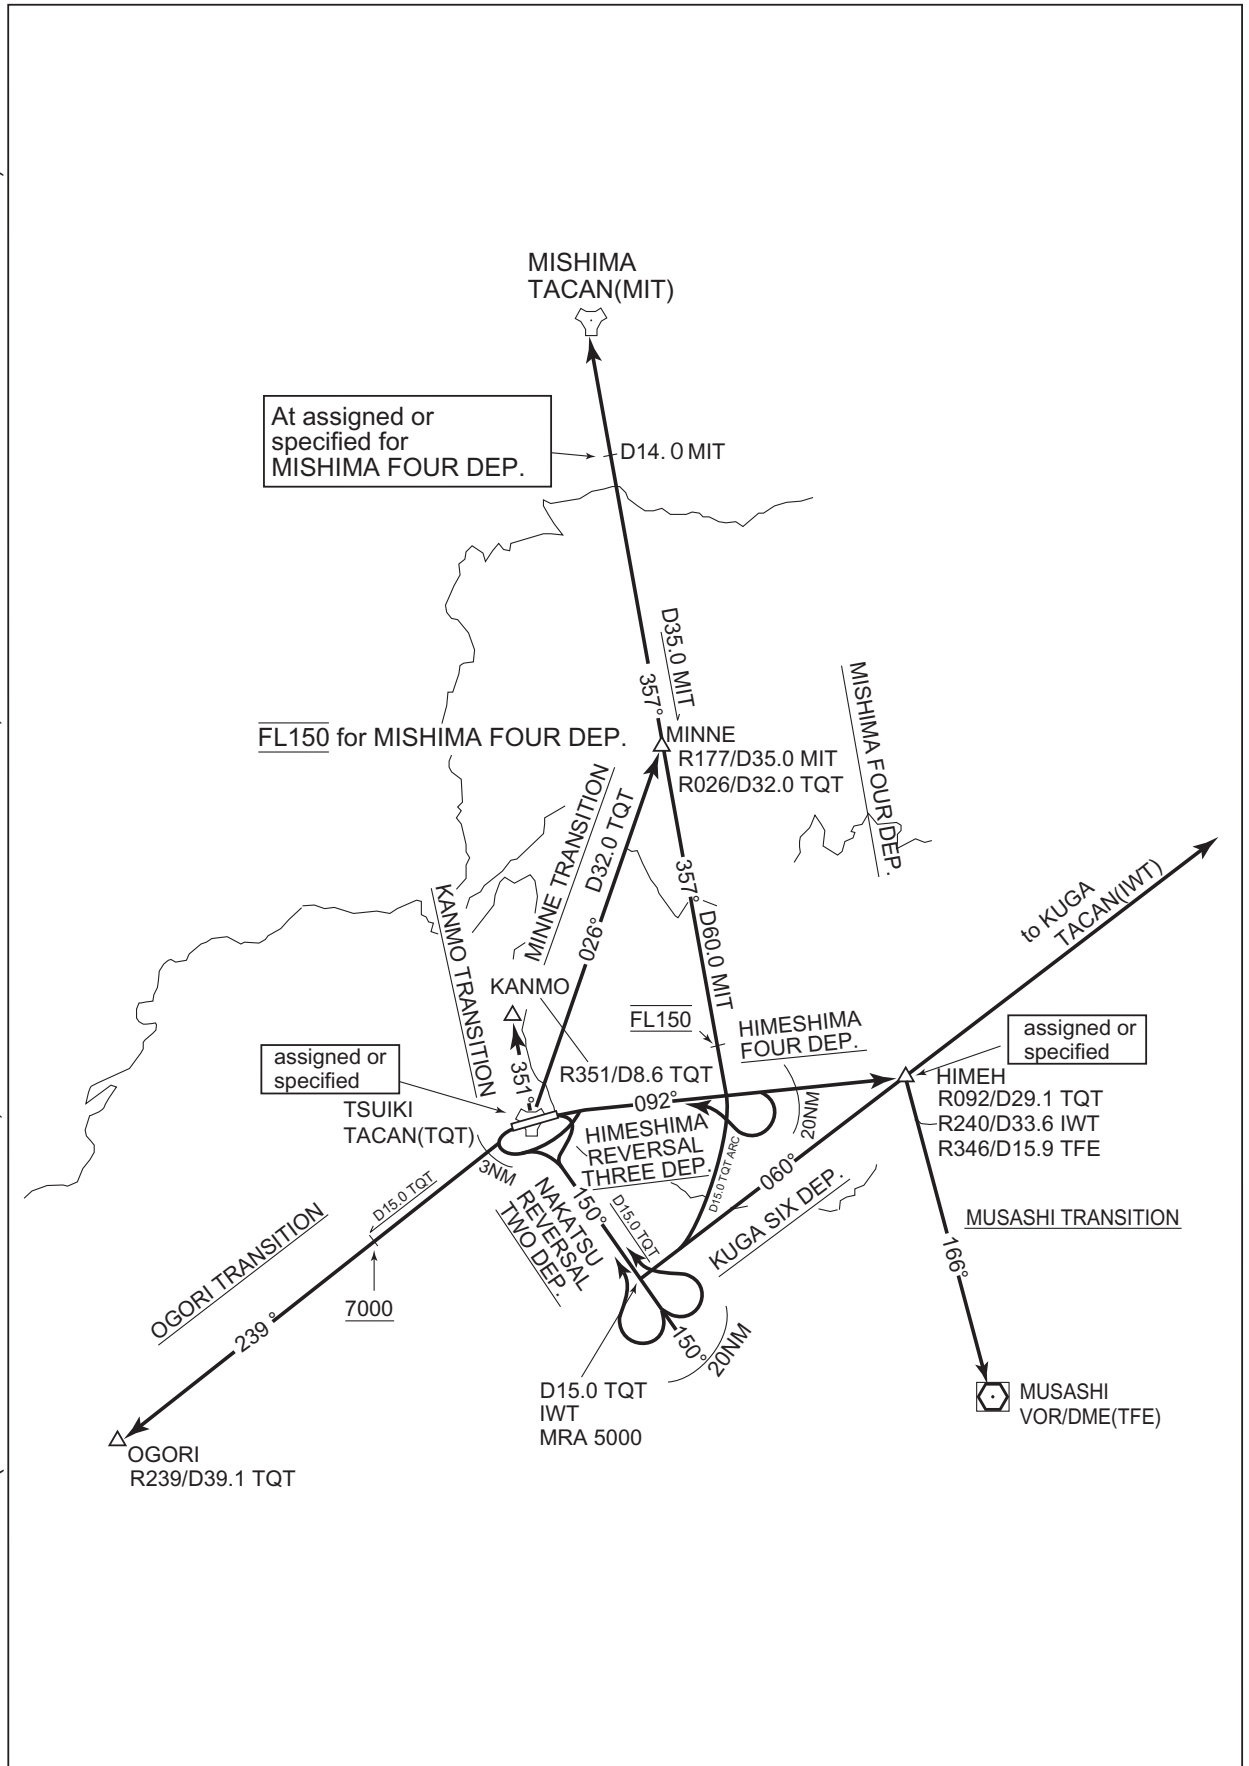 MISHIMA
TACAN(MIT)
At assigned or
specified for
MISHIMA FOUR DEP.
D14.0 MIT
D35.0 MIT
357°
FL150 for MISHIMA FOUR DEP.
MINNE
R177/D35.0 MIT
R026/D32.0 TQT
MISHIMA FOUR DEP.
MINNE TRANSITION
026°
D32.0 TQT
357°
D60.0 MIT
KANMO TRANSITION
KANMO
351°
R351/D8.6 TQT
to KUGA
TACAN(IWT)
FL150
HIMESHIMA
FOUR DEP.
assigned or
specified
assigned or
specified
TSUIKI
TACAN(TQT)
092°
20NM
HIMEH
R092/D29.1 TQT
R240/D33.6 IWT
R346/D15.9 TFE
HIMESHIMA
REVERSAL
THREE DEP.
3NM
D15.0 TQT ARC
060°
KUGA SIX DEP.
NAKATSU
REVERSAL
TWO DEP.
150°
D15.0 TQT
D15.0 TQT
OGORI TRANSITION
239°
7000
MUSASHI TRANSITION
166°
150°
20NM
D15.0 TQT
IWT
MRA 5000
MUSASHI
VOR/DME(TFE)
OGORI
R239/D39.1 TQT